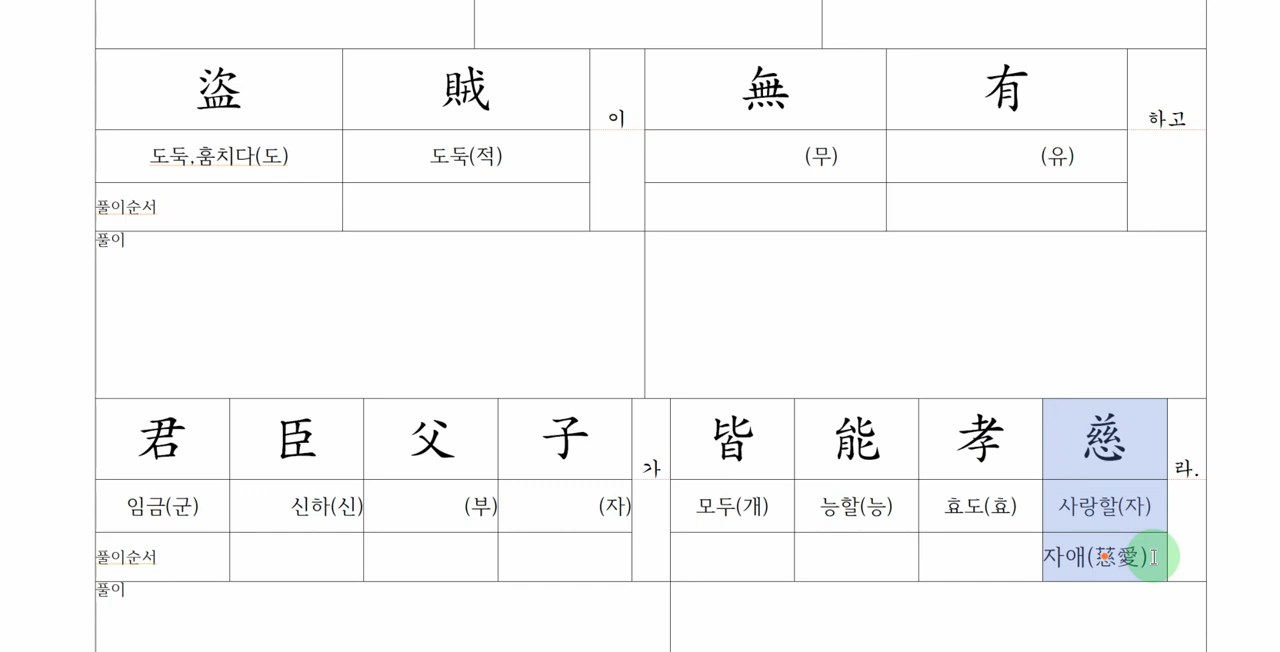 盜 賊 이 無 有 하고
도둑,훔치다(도) 도둑(적) (무) (유)
풀이순서
풀이
君 臣 父 子 가 皆 能 孝 慈 라.
임금(군) 신하(신) (부) (자) 모두(개) 능할(능) 효도(효) 사랑할(자)
풀이순서 자애(慈愛)
풀이